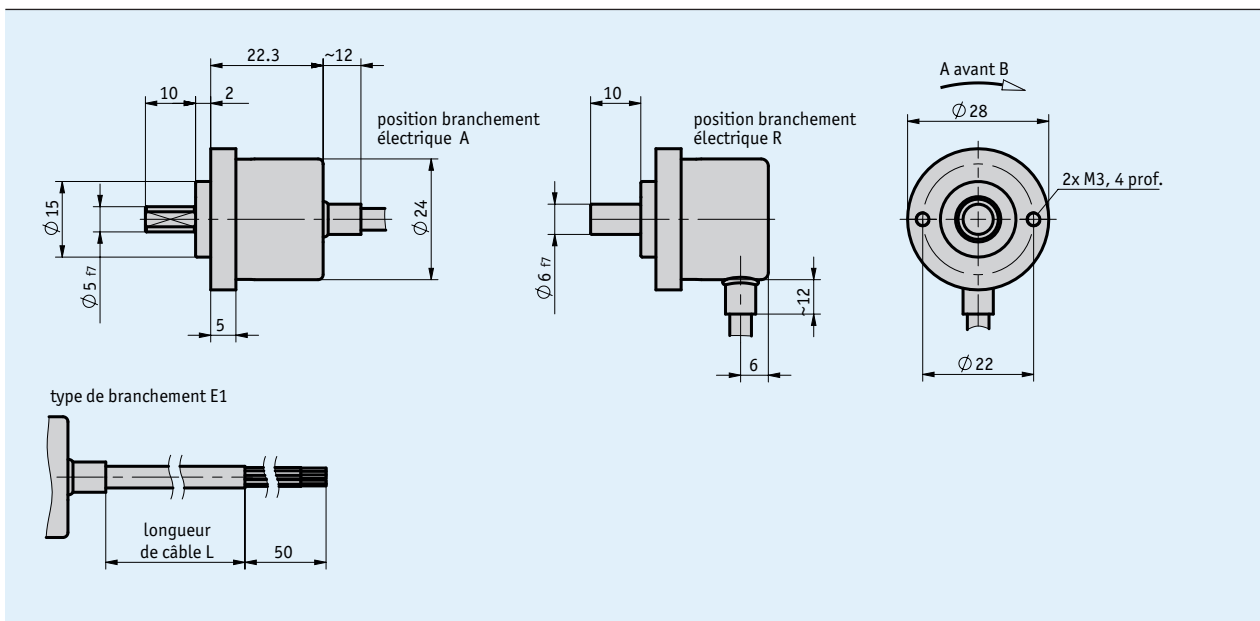 22.3
~12
10
2
position branchement
électrique A
Ø 15
Ø 5 f7
Ø 24
5
10
position branchement
électrique R
Ø 6 f7
~12
6
A avant B
Ø 28
2x M3, 4 prof.
Ø 22
type de branchement E1
longueur
de câble L
50